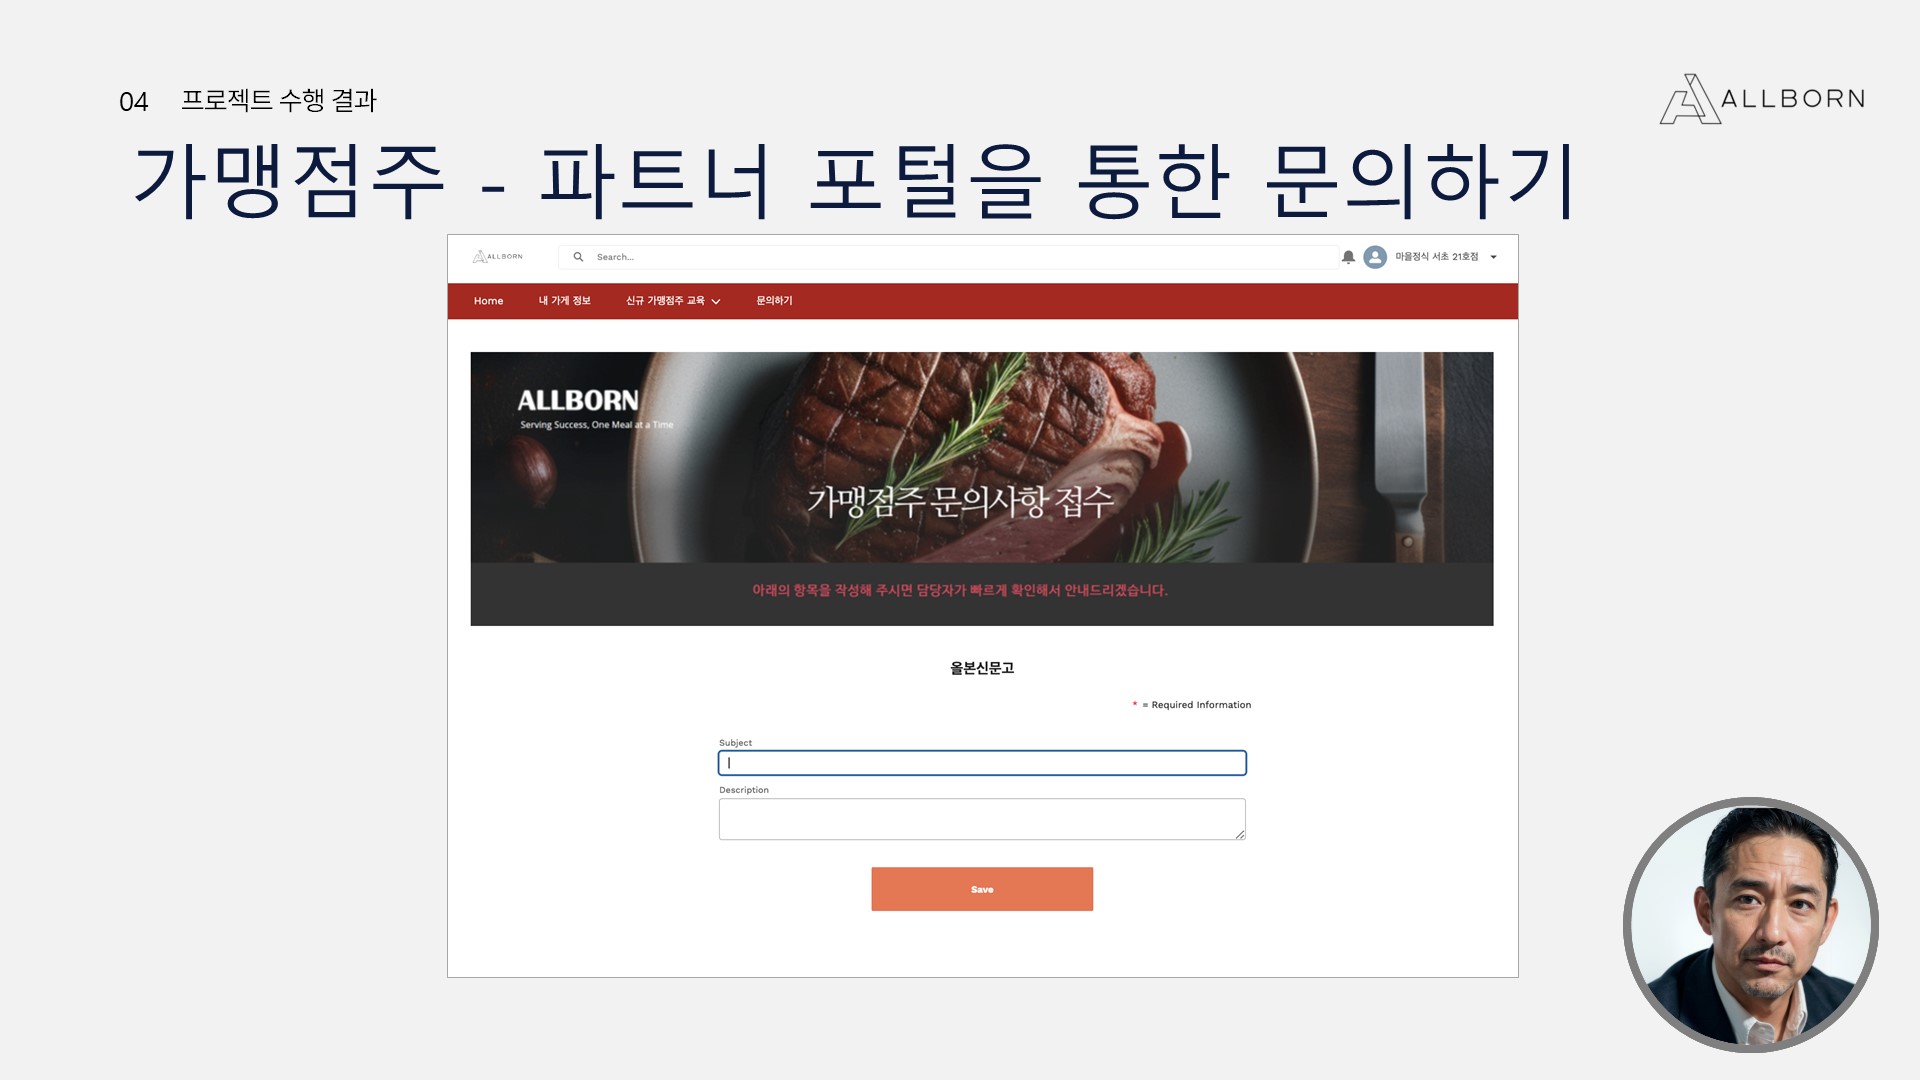 04 프로젝트 수행 결과
ALLBORN
가맹점주 - 파트너 포털을 통한 문의하기
ALLBORN
Search...
마을정식 서초 21호점
Home 내 가게 정보 신규 가맹점주 교육 문의하기
ALLBORN
Serving Success, One Meal at a Time
가맹점주 문의사항 접수
아래의 항목을 작성해 주시면 담당자가 빠르게 확인해서 안내드리겠습니다.
올본신문고
* = Required Information
Subject
Description
Save